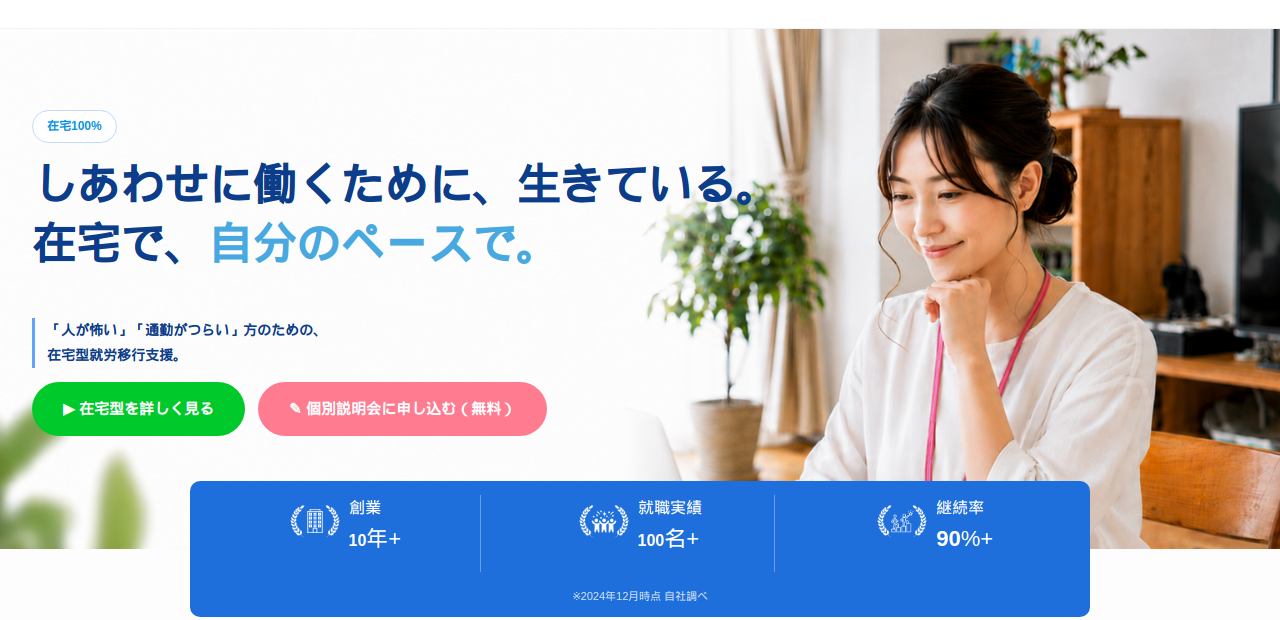 在宅100%
しあわせに働くために、生きている。
在宅で、自分のペースで。
「人が怖い」「通勤がつらい」方のための、
在宅型就労移行支援。
▶ 在宅型を詳しく見る
✎ 個別説明会に申し込む（無料）
創業
10年+
就職実績
100名+
継続率
90%+
※2024年12月時点 自社調べ